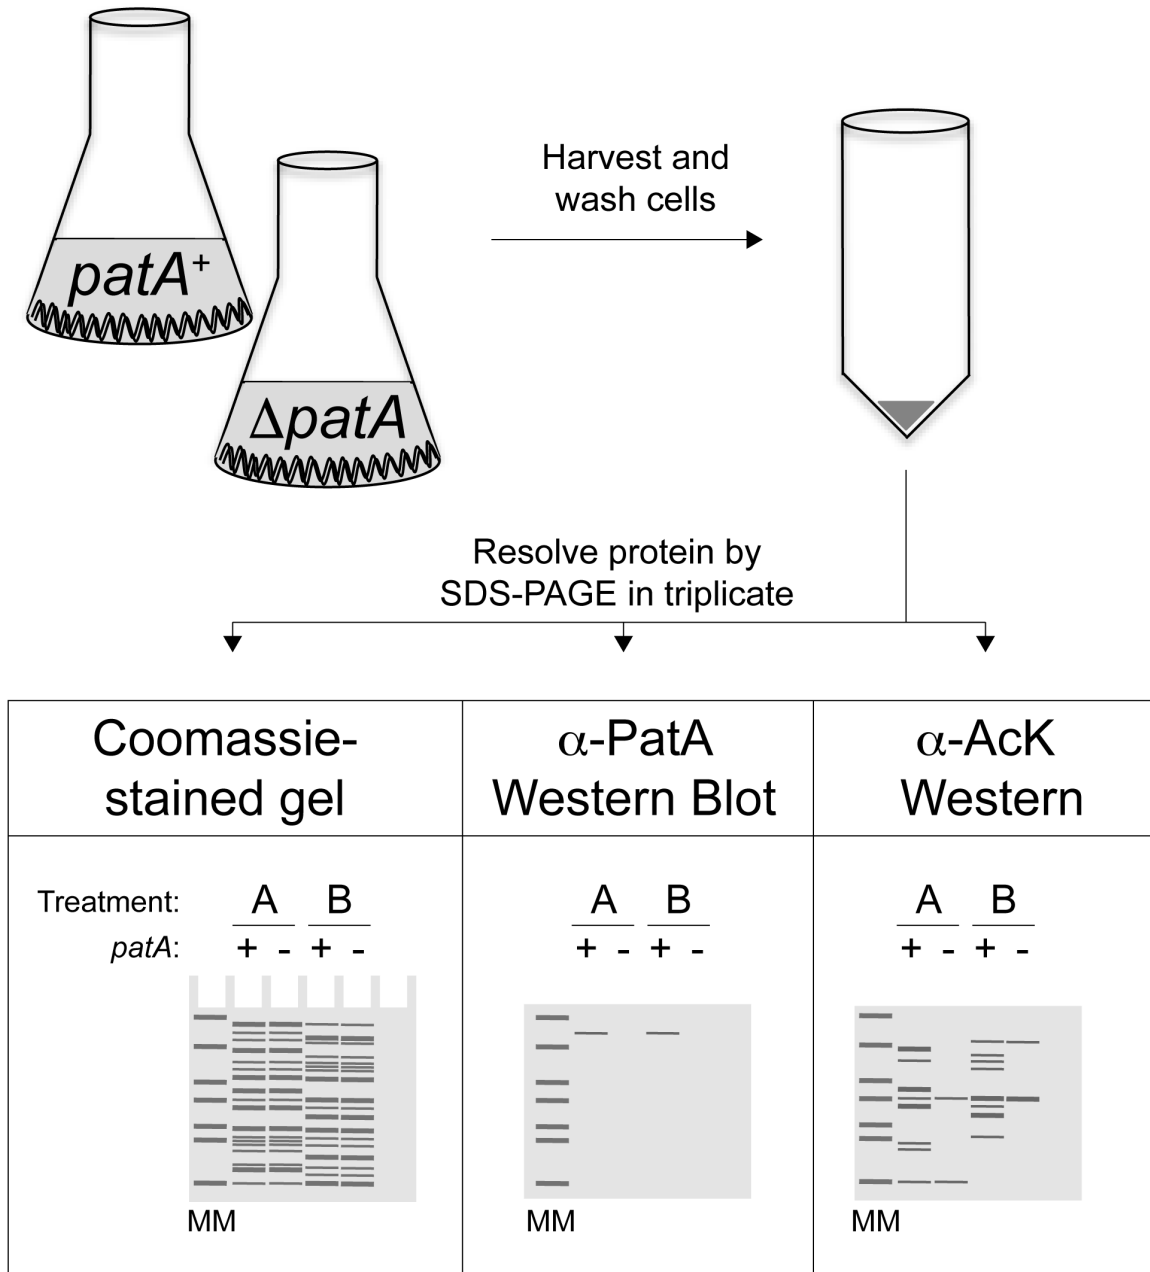 patA+
ΔpatA
Harvest and
wash cells
Resolve protein by
SDS-PAGE in triplicate
Coomassie-
stained gel
α-PatA
Western Blot
α-AcK
Western
Treatment: A B
patA: + - + -
MM
A B
+ - + -
MM
A B
+ - + -
MM